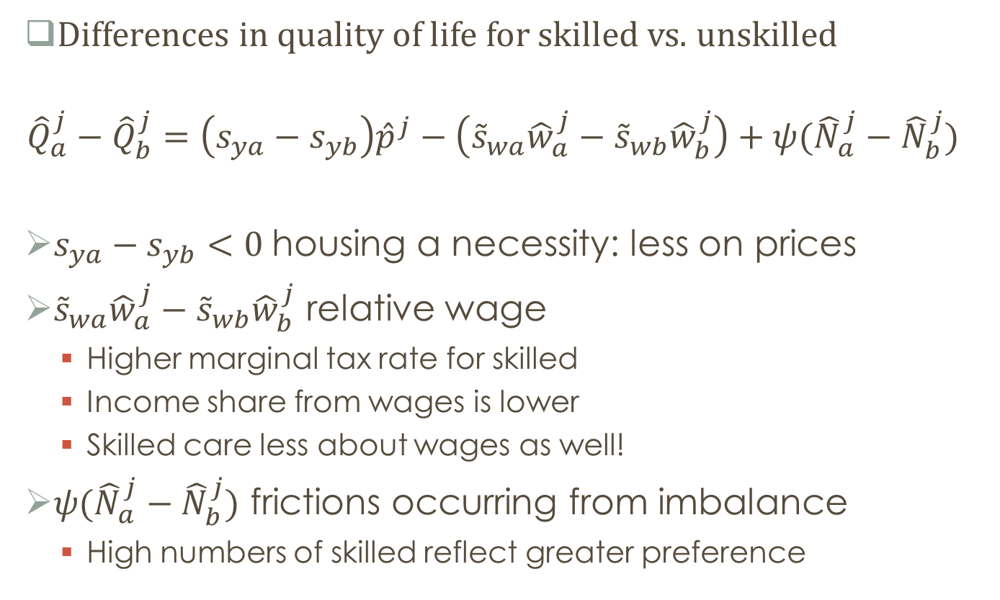 ❑Differences in quality of life for skilled vs. unskilled
$\hat{Q}_a^j - \hat{Q}_b^j = (s_{ya} - s_{yb})\hat{p}^j - (\tilde{s}_{wa}\hat{w}_a^j - \tilde{s}_{wb}\hat{w}_b^j) + \psi(\hat{N}_a^j - \hat{N}_b^j)$
➢$s_{ya} - s_{yb} < 0$ housing a necessity: less on prices
➢$\tilde{s}_{wa}\hat{w}_a^j - \tilde{s}_{wb}\hat{w}_b^j$ relative wage
▪ Higher marginal tax rate for skilled
▪ Income share from wages is lower
▪ Skilled care less about wages as well!
➢$\psi(\hat{N}_a^j - \hat{N}_b^j)$ frictions occurring from imbalance
▪ High numbers of skilled reflect greater preference